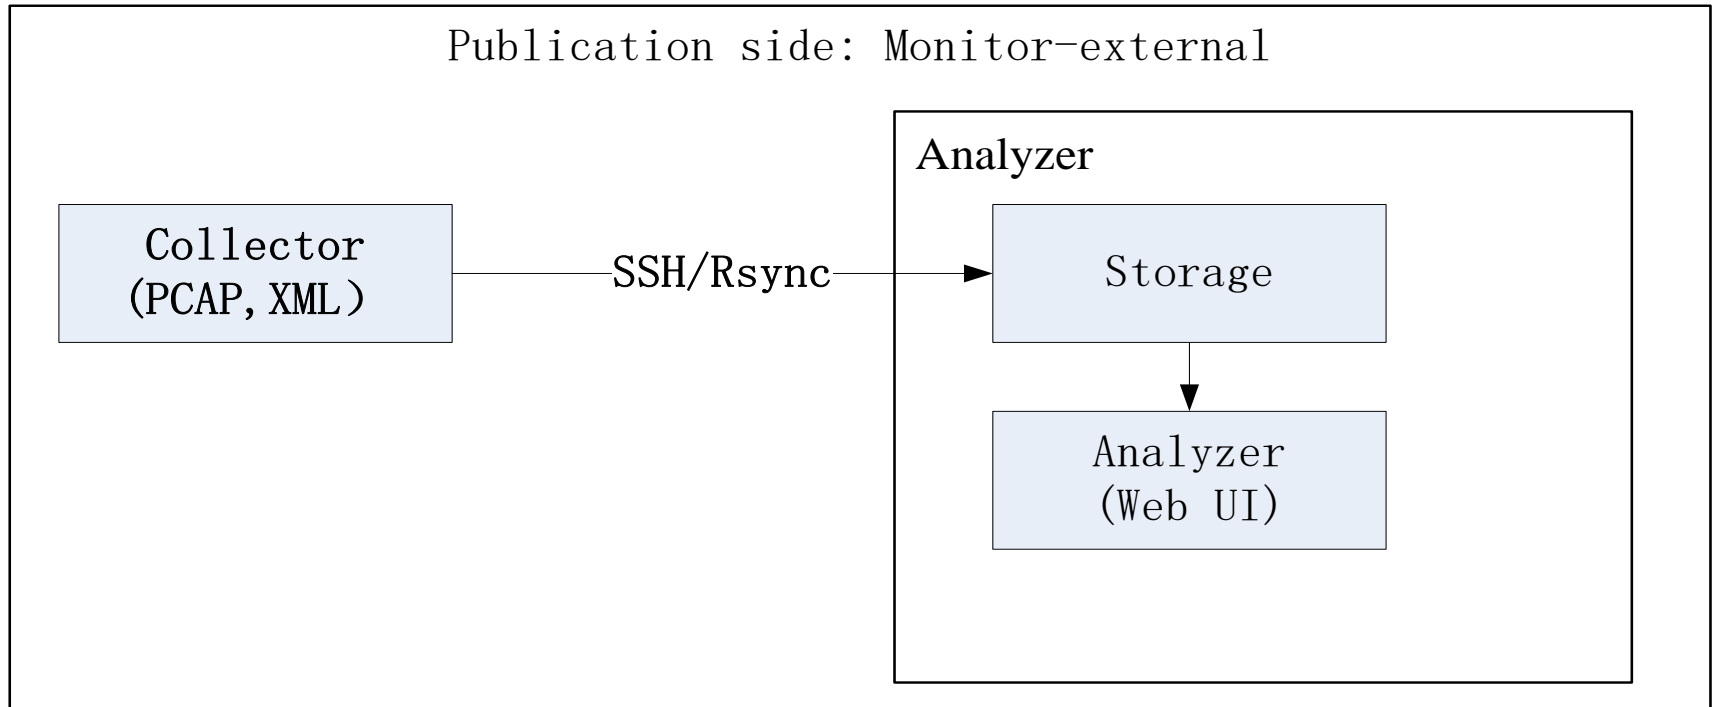 Publication side: Monitor-external
Analyzer
Collector
(PCAP, XML)
SSH/Rsync
Storage
Analyzer
(Web UI)